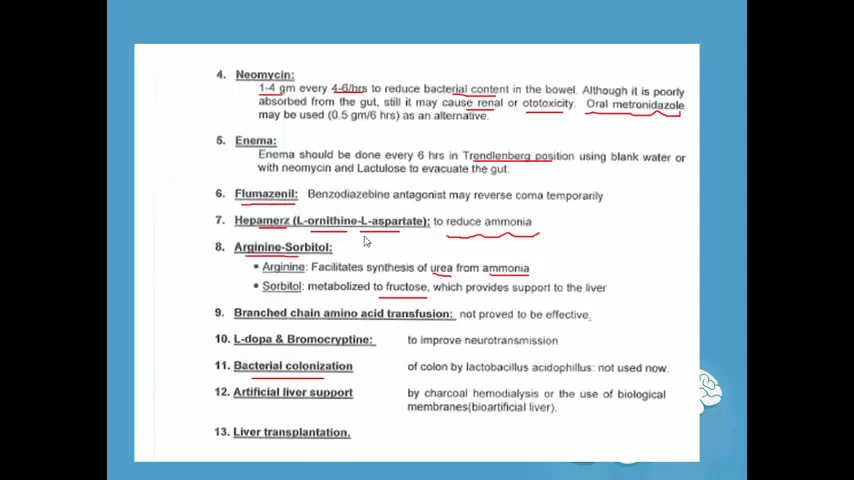 4. Neomycin:
1-4 gm every 4-6/hrs to reduce bacterial content in the bowel. Although it is poorly
absorbed from the gut, still it may cause renal or ototoxicity. Oral metronidazole
may be used (0.5 gm/6 hrs) as an alternative.
5. Enema:
Enema should be done every 6 hrs in Trendlenberg position using blank water or
with neomycin and Lactulose to evacuate the gut.
6. Flumazenil: Benzodiazebine antagonist may reverse coma temporarily
7. Hepamerz (L-ornithine-L-aspartate): to reduce ammonia
8. Arginine-Sorbitol:
• Arginine: Facilitates synthesis of urea from ammonia
• Sorbitol: metabolized to fructose, which provides support to the liver
9. Branched chain amino acid transfusion: not proved to be effective.
10. L-dopa & Bromocryptine: to improve neurotransmission
11. Bacterial colonization of colon by lactobacillus acidophillus: not used now.
12. Artificial liver support by charcoal hemodialysis or the use of biological
membranes(bioartificial liver).
13. Liver transplantation.